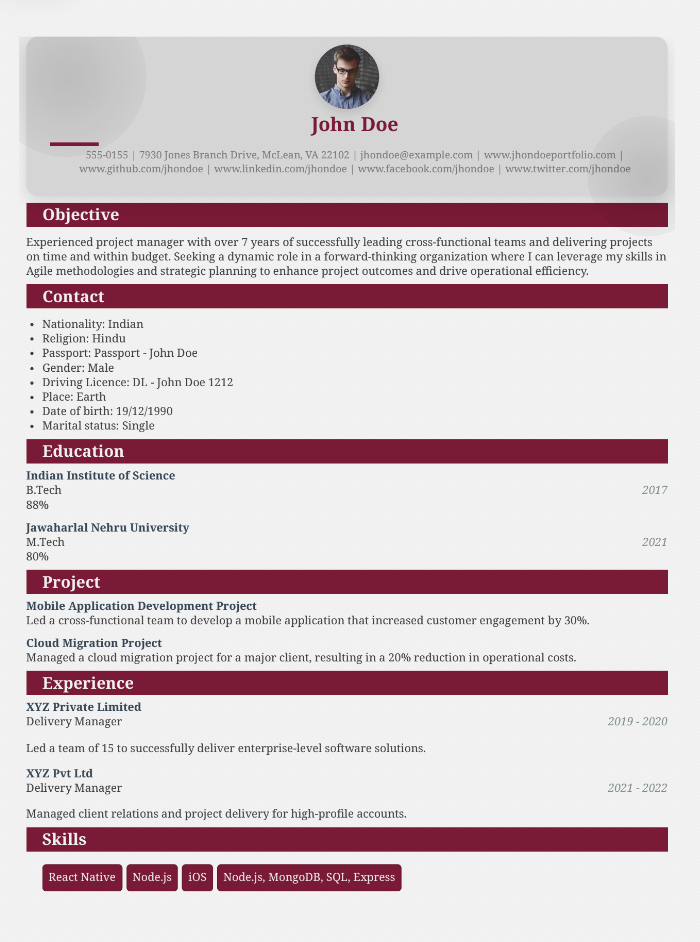 John Doe
555-0155 | 7930 Jones Branch Drive, McLean, VA 22102 | jhondoe@example.com | www.jhondoeportfolio.com |
www.github.com/jhondoe | www.linkedin.com/jhondoe | www.facebook.com/jhondoe | www.twitter.com/jhondoe
Objective
Experienced project manager with over 7 years of successfully leading cross-functional teams and delivering projects
on time and within budget. Seeking a dynamic role in a forward-thinking organization where I can leverage my skills in
Agile methodologies and strategic planning to enhance project outcomes and drive operational efficiency.
Contact
• Nationality: Indian
• Religion: Hindu
• Passport: Passport - John Doe
• Gender: Male
• Driving Licence: DL - John Doe 1212
• Place: Earth
• Date of birth: 19/12/1990
• Marital status: Single
Education
Indian Institute of Science
B.Tech 2017
88%
Jawaharlal Nehru University
M.Tech 2021
80%
Project
Mobile Application Development Project
Led a cross-functional team to develop a mobile application that increased customer engagement by 30%.
Cloud Migration Project
Managed a cloud migration project for a major client, resulting in a 20% reduction in operational costs.
Experience
XYZ Private Limited
Delivery Manager 2019 - 2020
Led a team of 15 to successfully deliver enterprise-level software solutions.
XYZ Pvt Ltd
Delivery Manager 2021 - 2022
Managed client relations and project delivery for high-profile accounts.
Skills
React Native Node.js iOS Node.js, MongoDB, SQL, Express